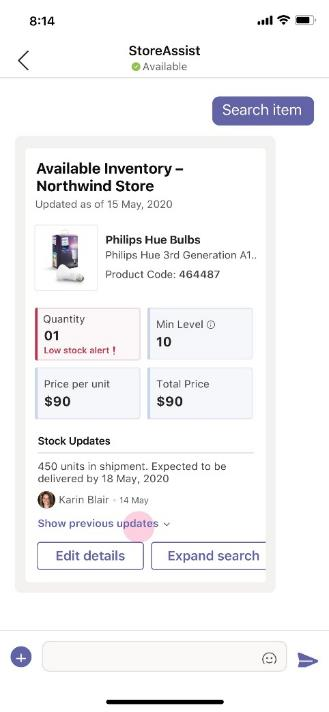 8:14
StoreAssist
Available
Search item
Available Inventory –
Northwind Store
Updated as of 15 May, 2020
Philips Hue Bulbs
Philips Hue 3rd Generation A1..
Product Code: 464487
Quantity
01
Low stock alert !
Min Level
10
Price per unit
$90
Total Price
$90
Stock Updates
450 units in shipment. Expected to be
delivered by 18 May, 2020
Karin Blair · 14 May
Show previous updates
Edit details
Expand search